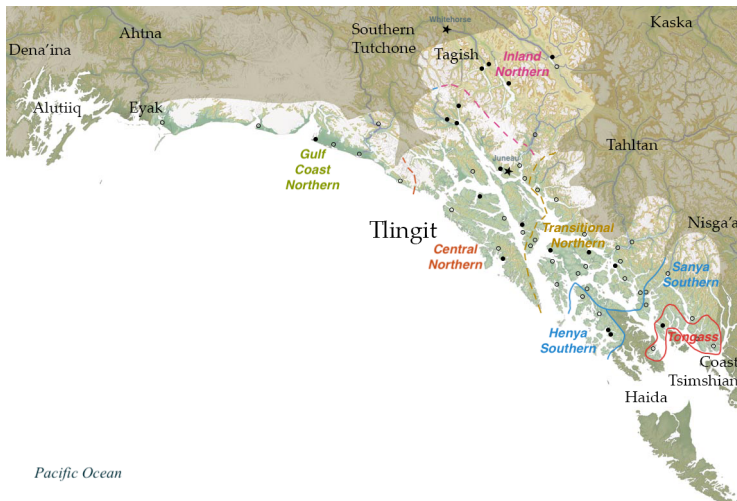 Whitehorse
Southern
Tutchone
Kaska
Ahtna
Dena'ina
Tagish
Inland
Northern
Alutiiq
Eyak
Tahltan
Juneau
Gulf
Coast
Northern
Nisga'a
Tlingit
Transitional
Northern
Central
Northern
Sanya
Southern
Henya
Southern
Tongass
Coast
Tsimshian
Haida
Pacific Ocean